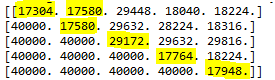 [[17304. 17580. 29448. 18040. 18224.]
[40000. 17580. 29632. 28224. 18316.]
[40000. 40000. 29172. 29632. 29816.]
[40000. 40000. 40000. 17764. 18224.]
[40000. 40000. 40000. 40000. 17948.]]